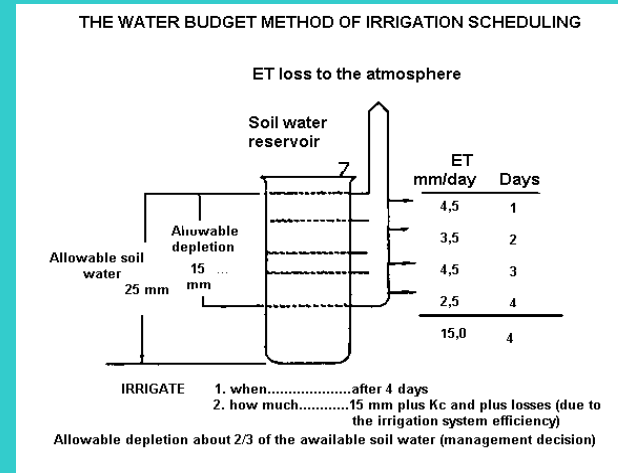 THE WATER BUDGET METHOD OF IRRIGATION SCHEDULING
ET loss to the atmosphere
Soil water
reservoir
ET
mm/day Days
4,5 1
3,5 2
4,5 3
2,5 4
15,0 4
Allowable
depletion
15 ...
mm
Allowable soil
water
25 mm
IRRIGATE 1. when.....................after 4 days
2. how much............15 mm plus Kc and plus losses (due to
the irrigation system efficiency)
Allowable depletion about 2/3 of the awailable soil water (management decision)